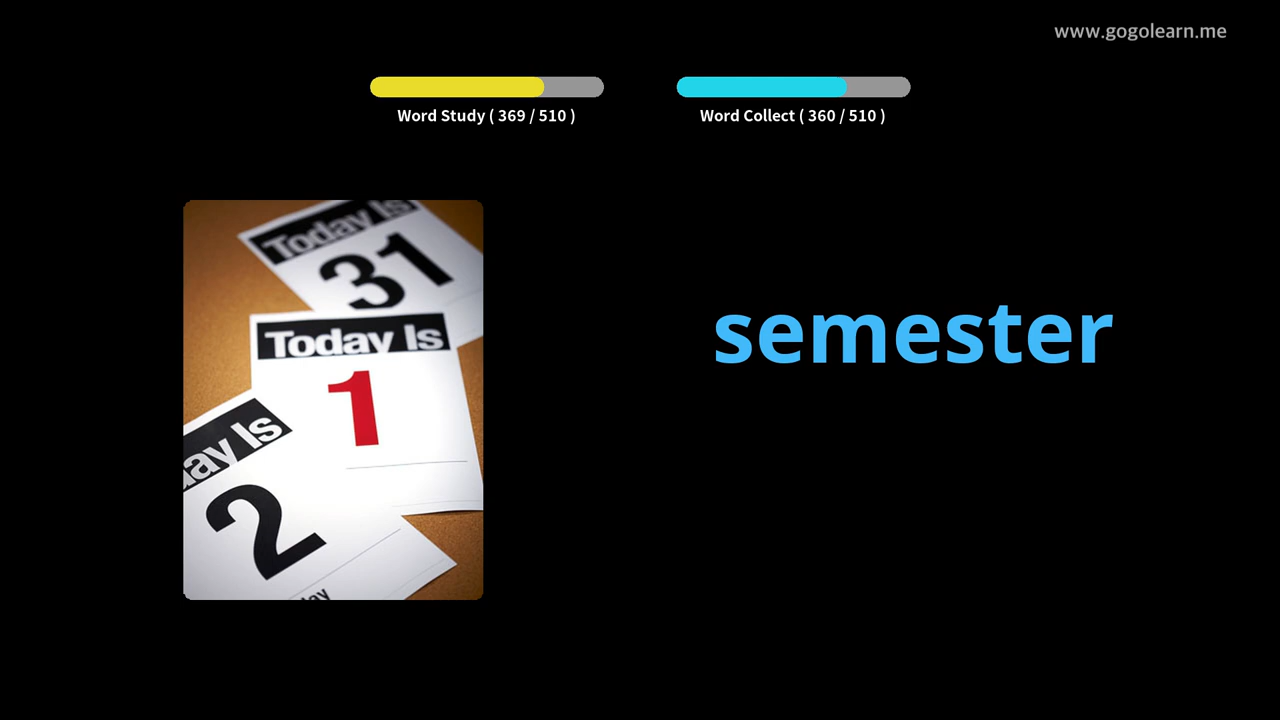 www.gogolearn.me
Word Study ( 369 / 510 )
Word Collect ( 360 / 510 )
Today Is
31
Today Is
1
semester
ay Is
2
ay